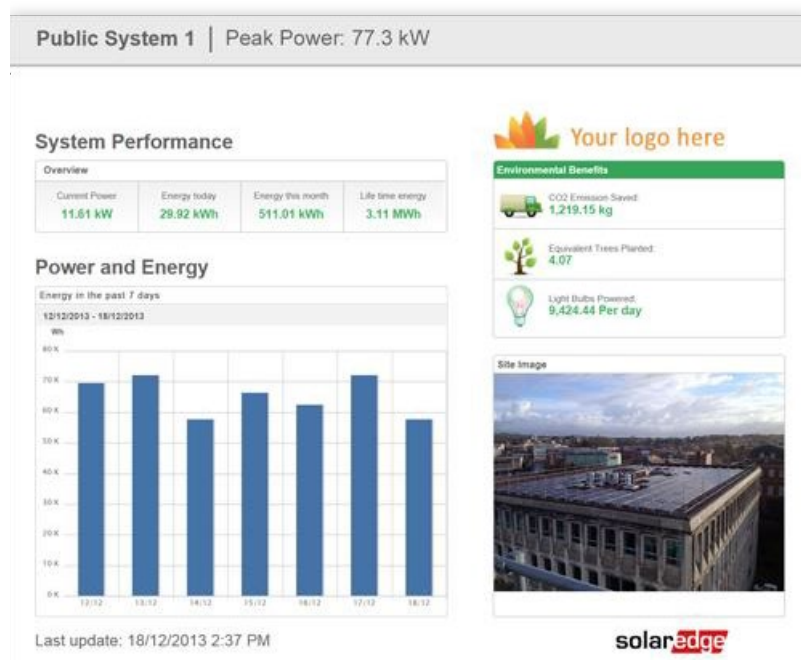 Public System 1 | Peak Power: 77.3 kW
System Performance
Overview
Current Power
11.61 kW
Energy today
29.92 kWh
Energy this month
511.01 kWh
Life time energy
3.11 MWh
Power and Energy
Energy in the past 7 days
12/12/2013 - 18/12/2013
Wh
80 K
70 K
60 K
50 K
40 K
30 K
20 K
10 K
0 K
12/12
13/12
14/12
15/12
16/12
17/12
18/12
Last update: 18/12/2013 2:37 PM
Your logo here
Environmental Benefits
CO2 Emission Saved:
1,219.15 kg
Equivalent Trees Planted:
4.07
Light Bulbs Powered:
9,424.44 Per day
Site Image
solaredge